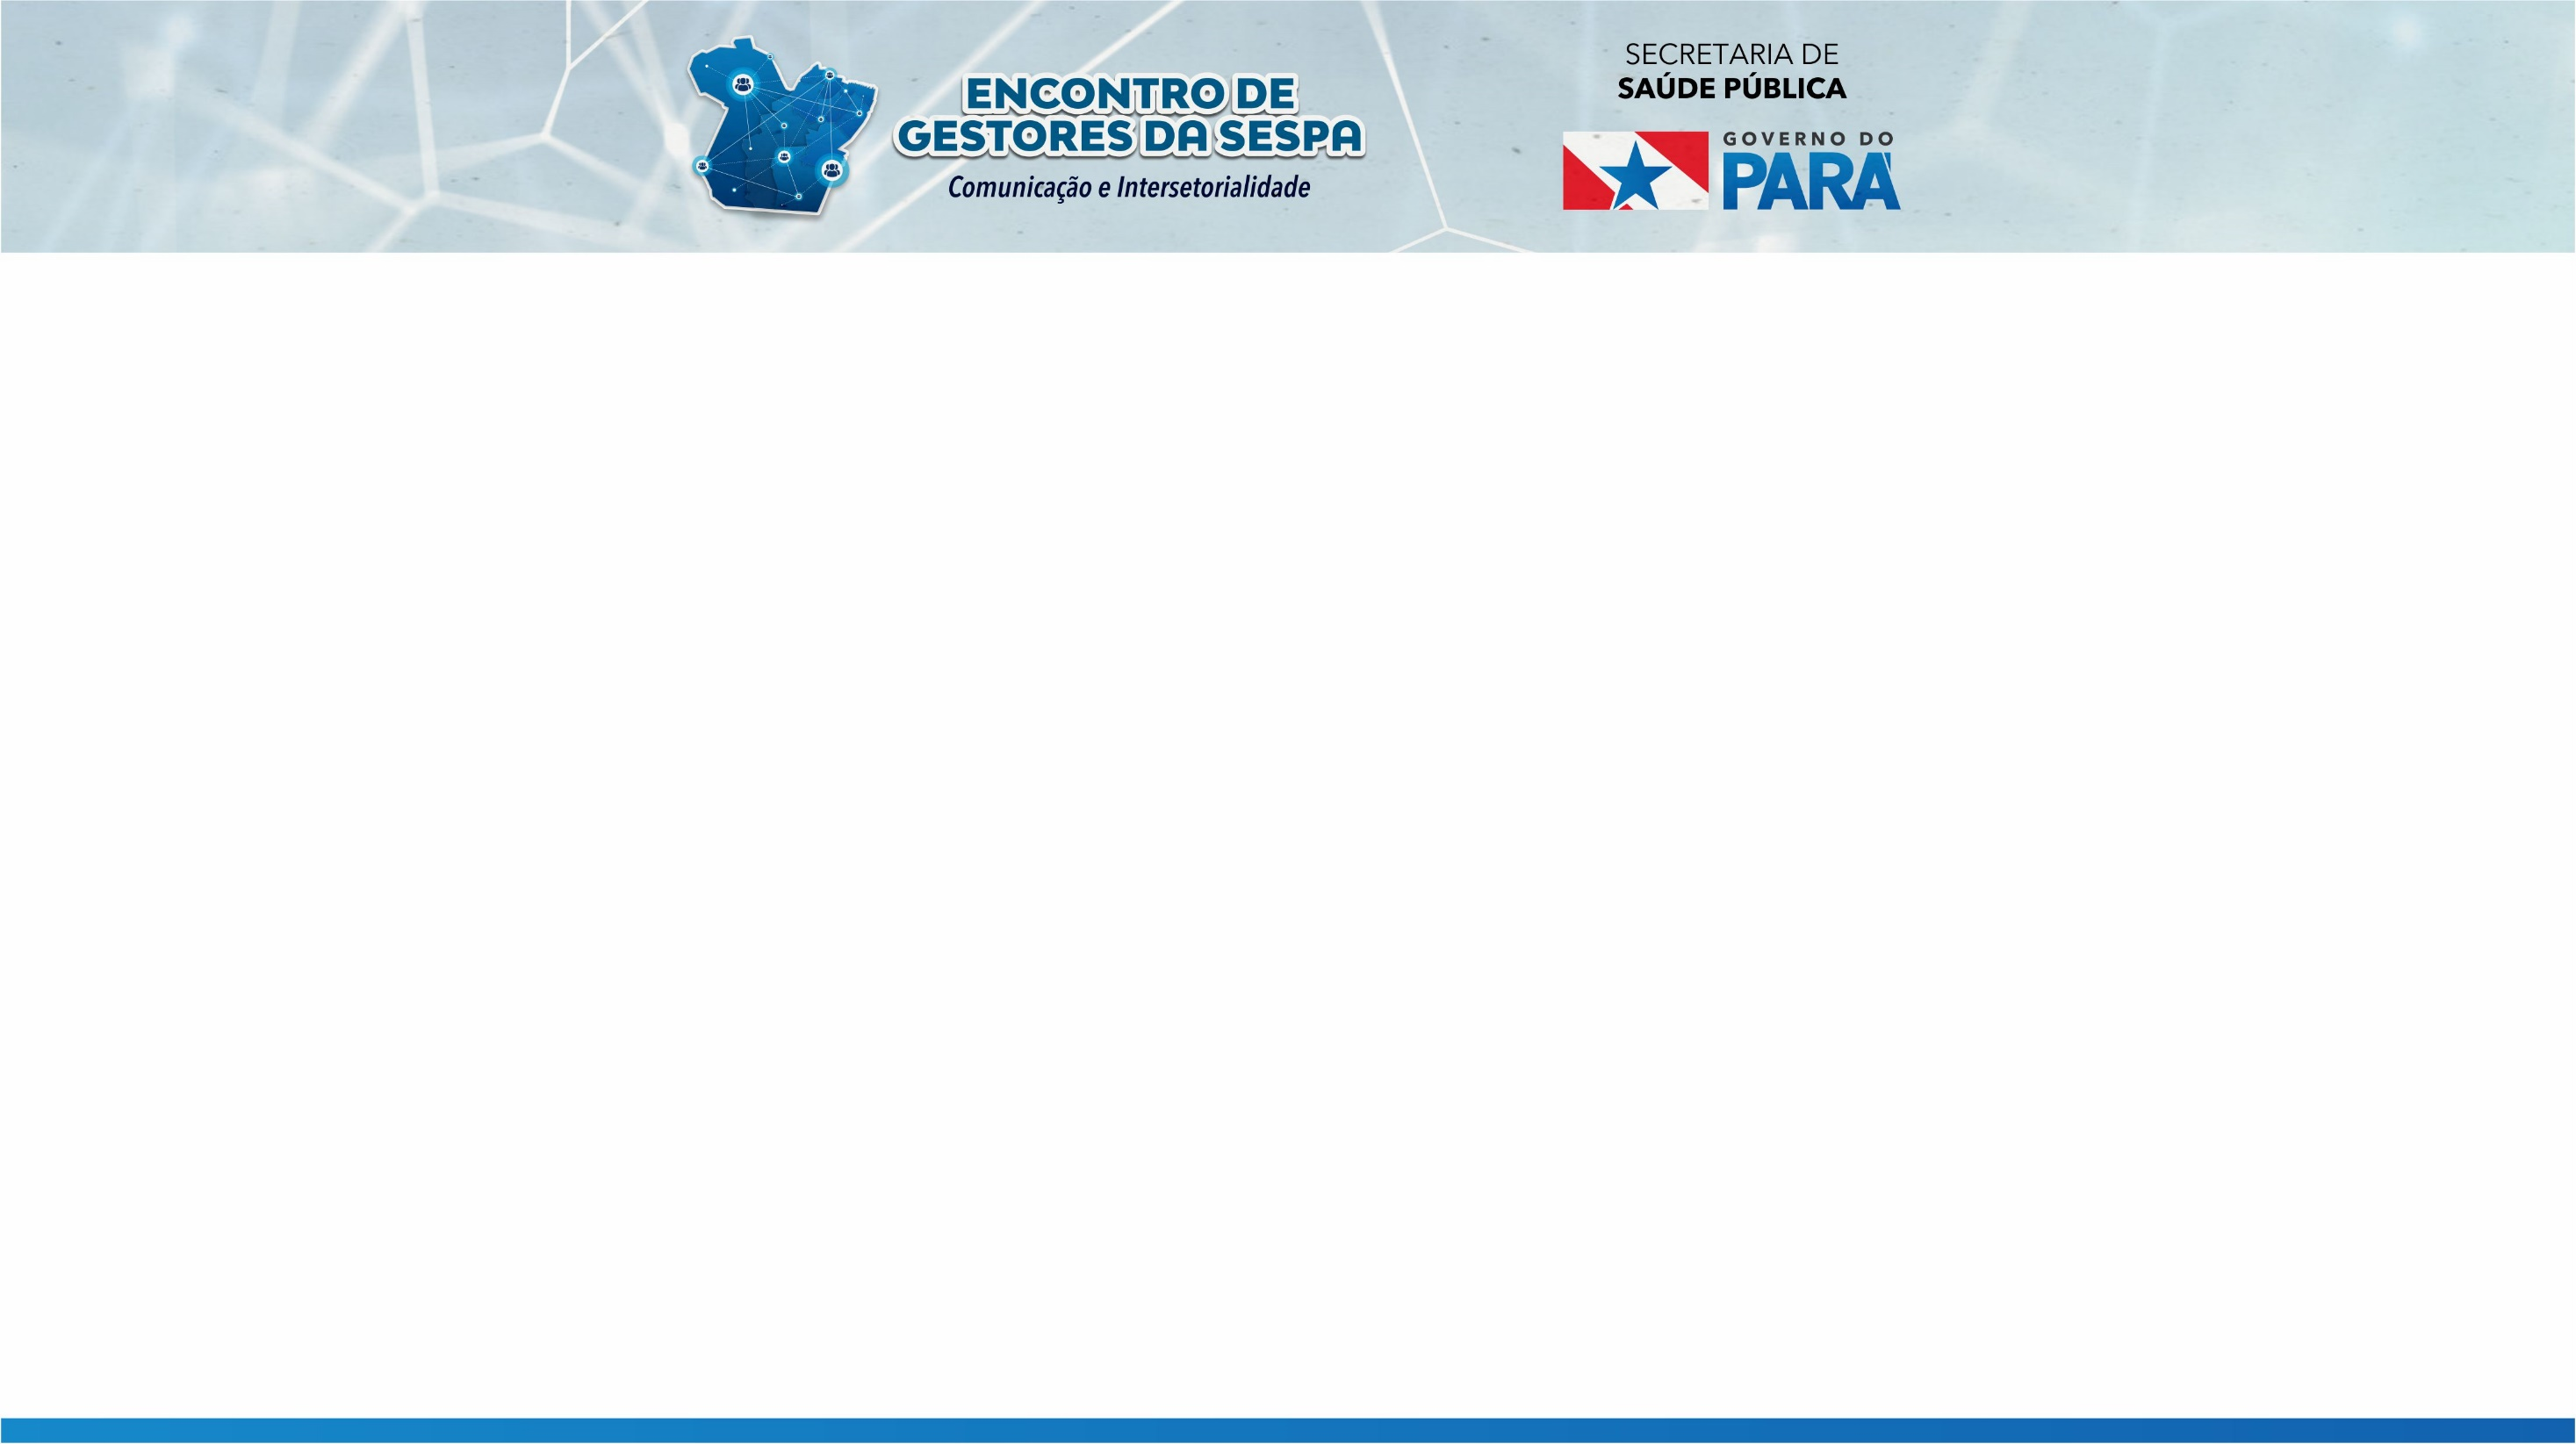 ENCONTRO DE
GESTORES DA SESPA
Comunicação e Intersetorialidade
SECRETARIA DE
SAÚDE PÚBLICA
GOVERNO DO
PARÁ